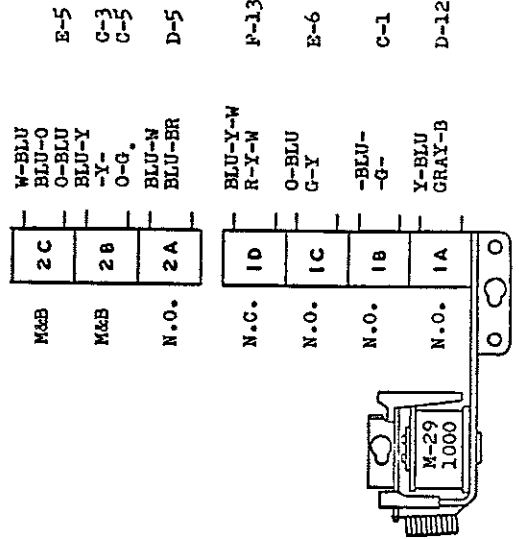 W-BLU
M&B 2C BLU-O
O-BLU E-5
BLU-Y
M&B 2B -Y- C-3
O-G. C-5
BLU-W
N.O. 2A BLU-BR D-5
BLU-Y-W
N.C. 1D R-Y-W F-13
O-BLU
N.O. 1C G-Y E-6
-BLU-
N.O. 1B -G- C-1
Y-BLU
N.O. 1A GRAY-B D-12
M-29
1000